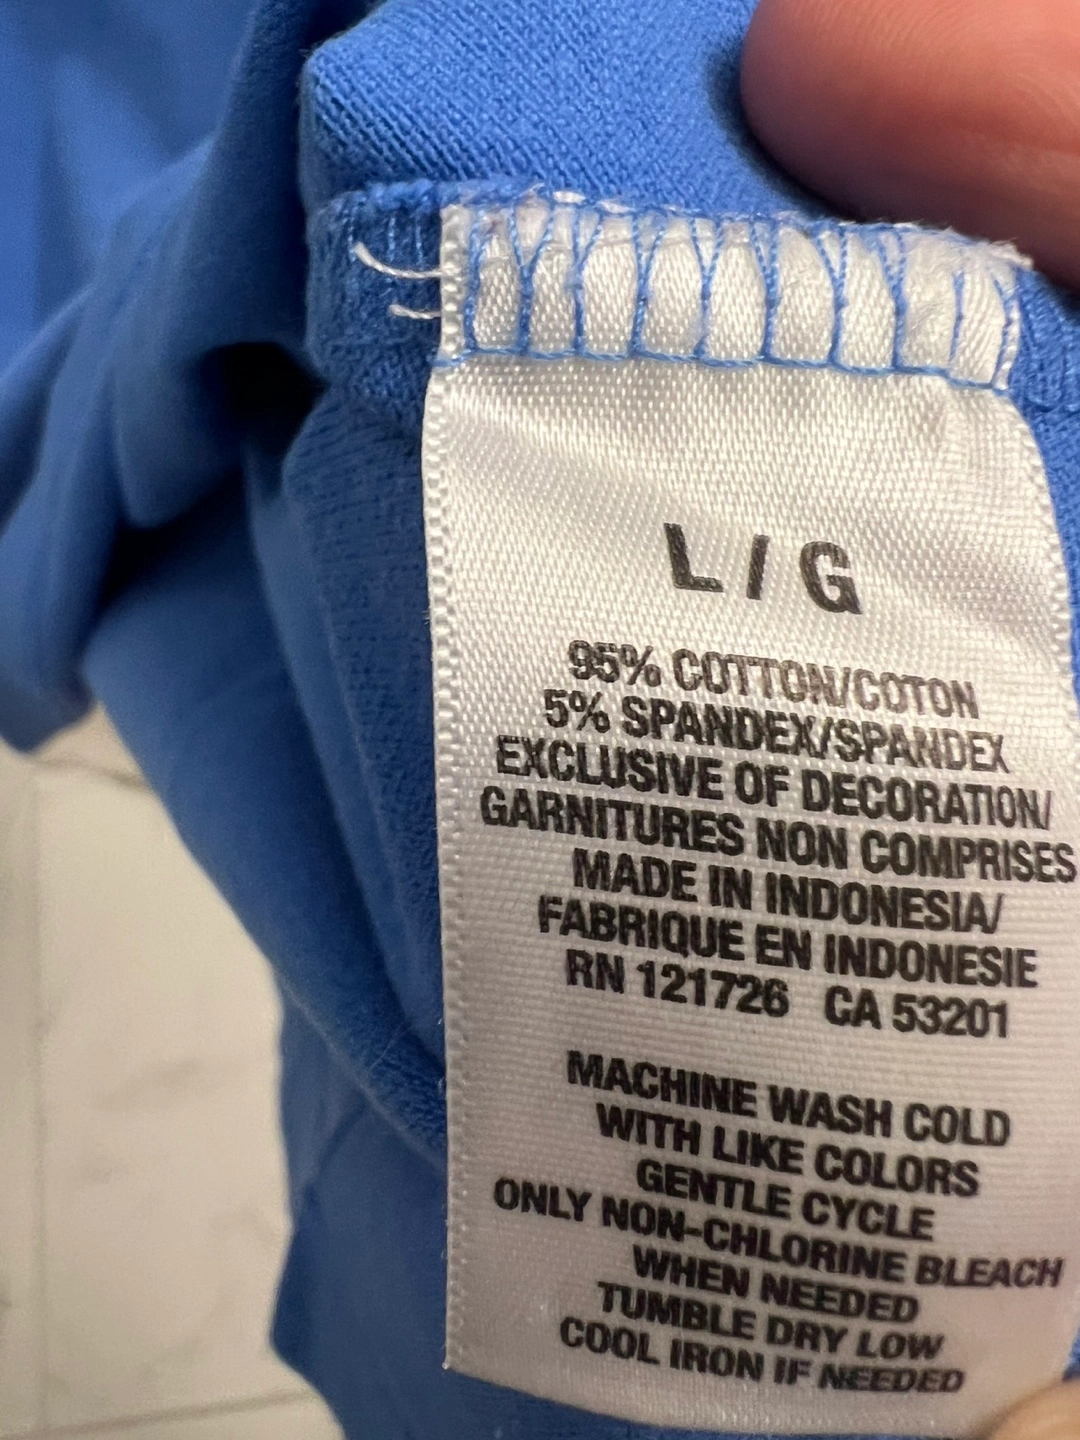 L/G
95% COTTON/COTON
5% SPANDEX/SPANDEX
EXCLUSIVE OF DECORATION/
GARNITURES NON COMPRISES
MADE IN INDONESIA/
FABRIQUE EN INDONESIE
RN 121726 CA 53201
MACHINE WASH COLD
WITH LIKE COLORS
GENTLE CYCLE
ONLY NON-CHLORINE BLEACH
WHEN NEEDED
TUMBLE DRY LOW
COOL IRON IF NEEDED